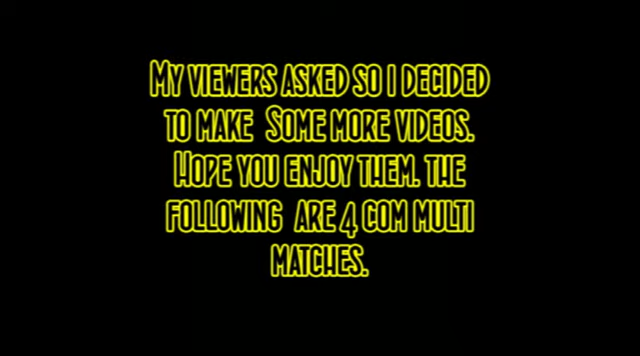 My viewers asked so i decided
to make Some more videos.
Hope you enjoy them. the
following are 4 com multi
matches.